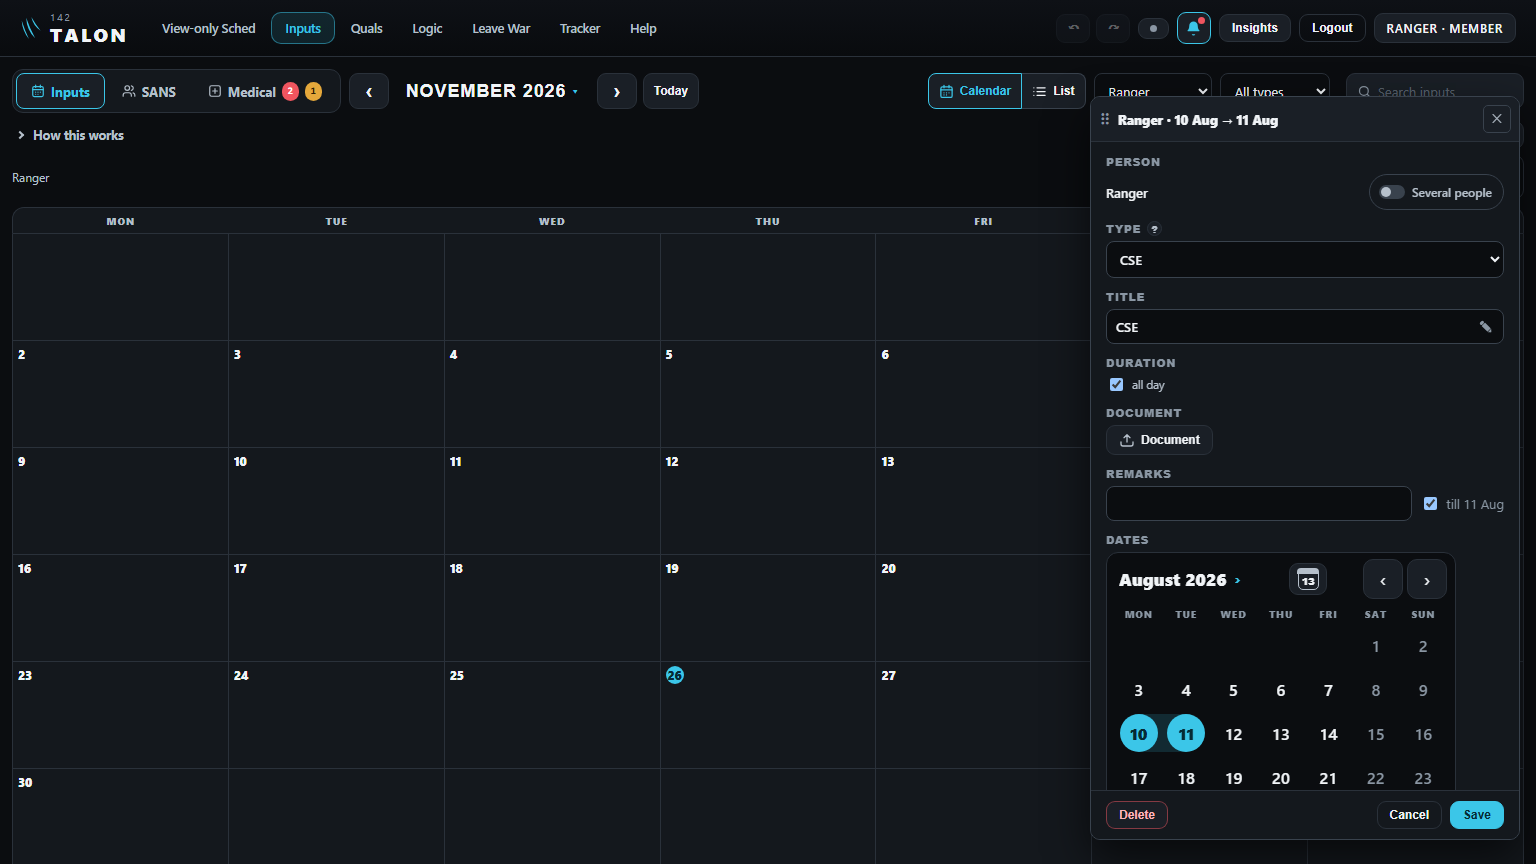 142
TALON
View-only Sched
Inputs
Quals
Logic
Leave War
Tracker
Help
Insights
Logout
RANGER · MEMBER
Inputs
SANS
Medical 2 1
‹
NOVEMBER 2026
›
Today
Calendar
List
Ranger
All types
Search inputs
How this works
Ranger
MON TUE WED THU FRI
2 3 4 5 6
9 10 11 12 13
16 17 18 19 20
23 24 25 26 27
30
Ranger · 10 Aug → 11 Aug
PERSON
Ranger
Several people
TYPE ?
CSE
TITLE
CSE
DURATION
all day
DOCUMENT
Document
REMARKS
till 11 Aug
DATES
August 2026 ›
13
‹ ›
MON TUE WED THU FRI SAT SUN
1 2
3 4 5 6 7 8 9
10 11 12 13 14 15 16
17 18 19 20 21 22 23
Delete
Cancel
Save